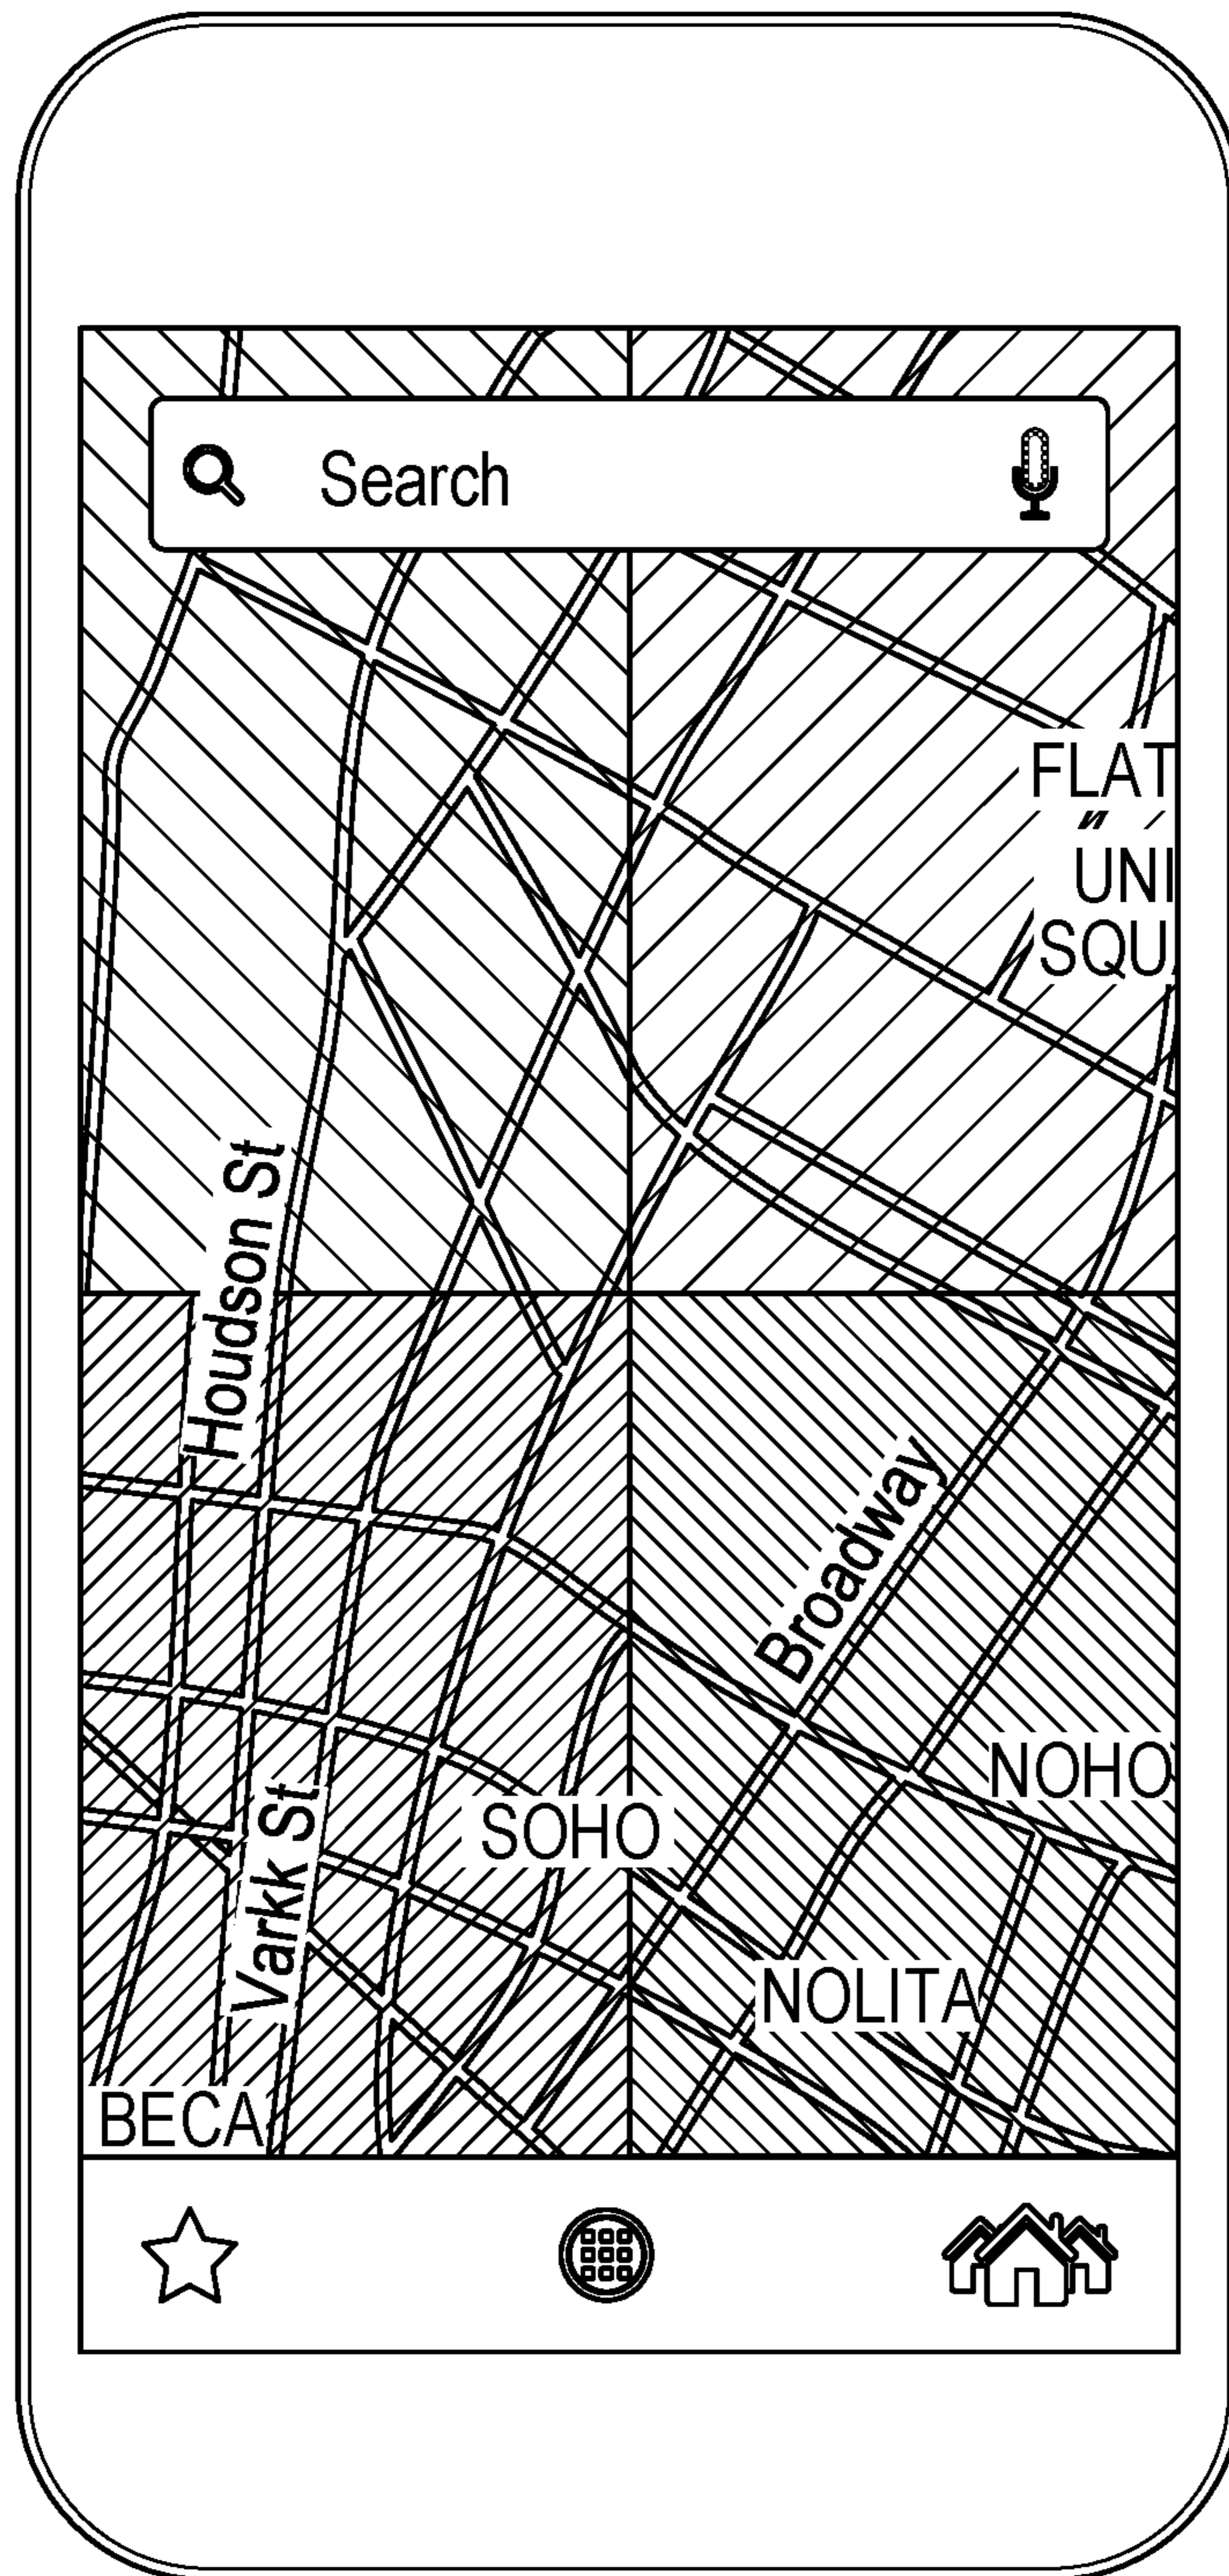 Search
FLAT
UNI
SQU
Houdson St
Broadway
NOHO
Varkk St
SOHO
NOLITA
BECA